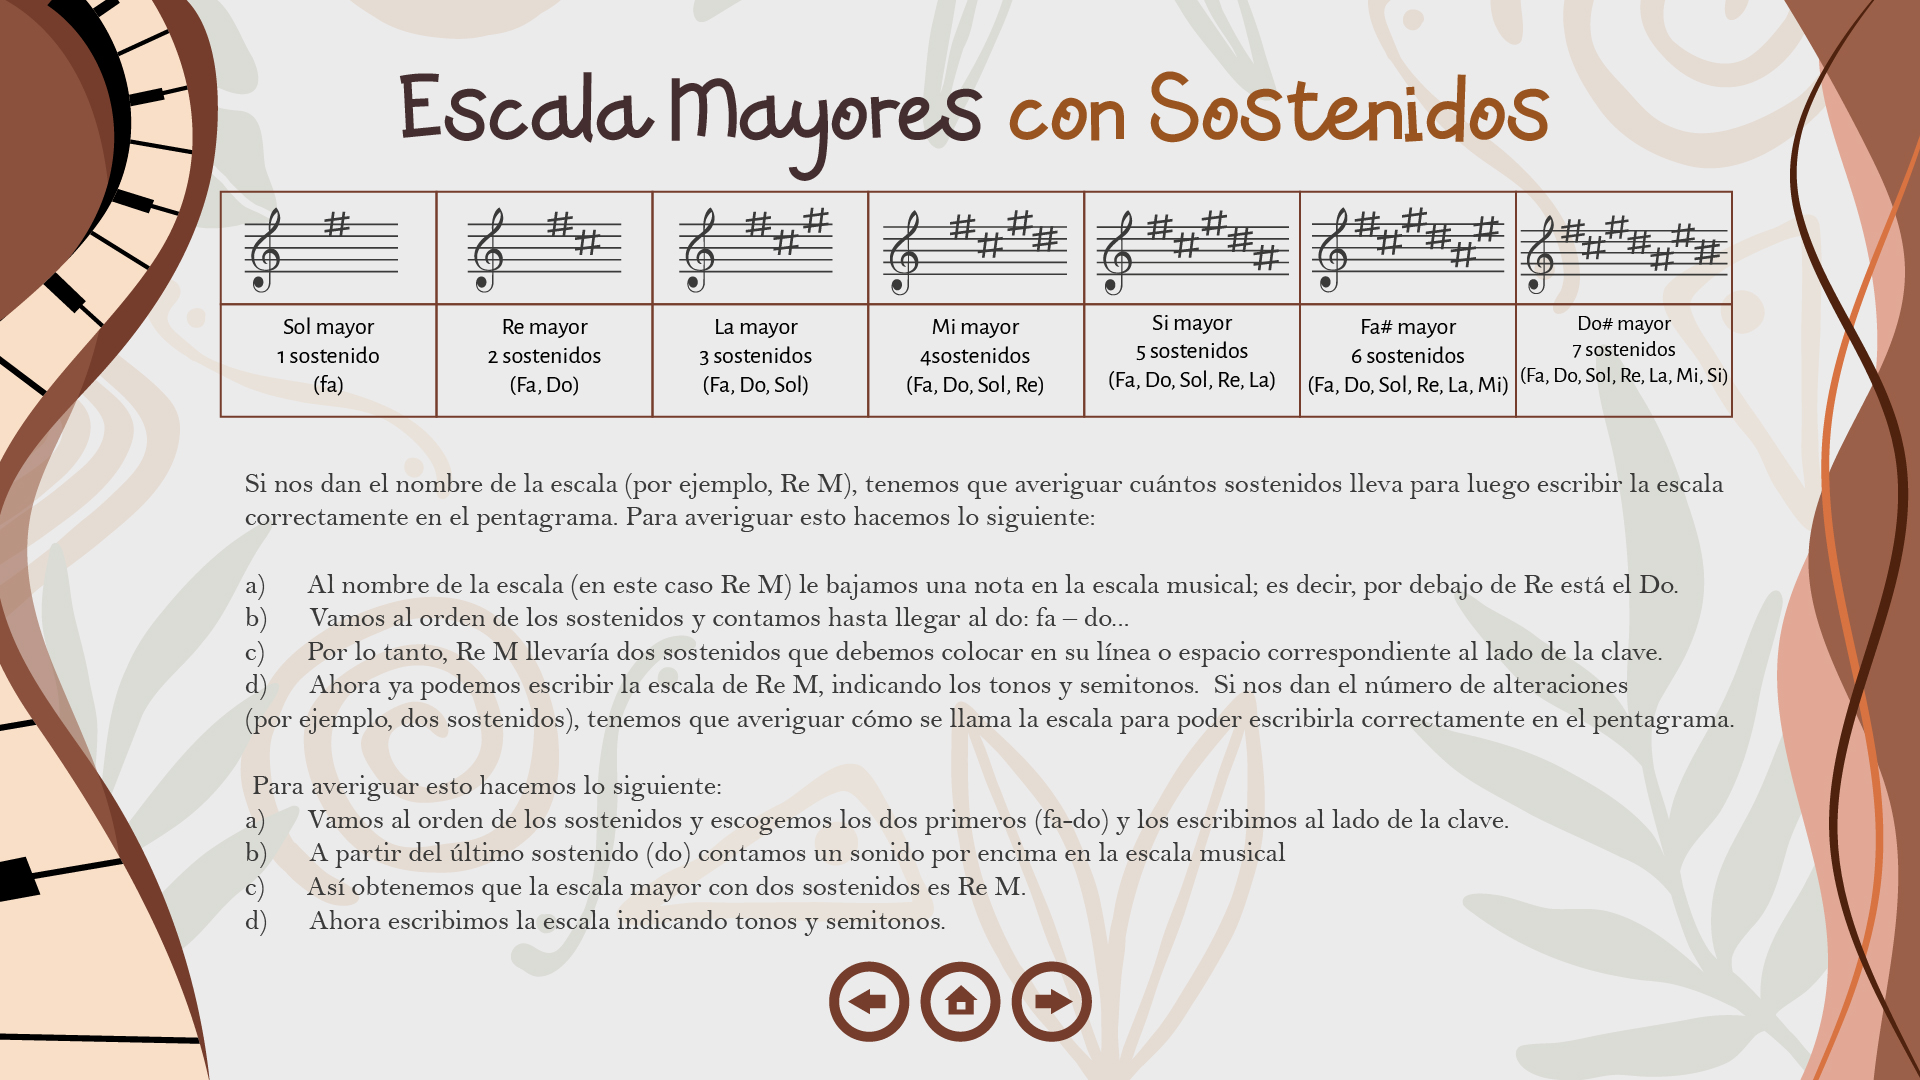 Escala Mayores con Sostenidos
Sol mayor
1 sostenido
(fa)
Re mayor
2 sostenidos
(Fa, Do)
La mayor
3 sostenidos
(Fa, Do, Sol)
Mi mayor
4sostenidos
(Fa, Do, Sol, Re)
Si mayor
5 sostenidos
(Fa, Do, Sol, Re, La)
Fa# mayor
6 sostenidos
(Fa, Do, Sol, Re, La, Mi)
Do# mayor
7 sostenidos
(Fa, Do, Sol, Re, La, Mi, Si)
Si nos dan el nombre de la escala (por ejemplo, Re M), tenemos que averiguar cuántos sostenidos lleva para luego escribir la escala
correctamente en el pentagrama. Para averiguar esto hacemos lo siguiente:
a) Al nombre de la escala (en este caso Re M) le bajamos una nota en la escala musical; es decir, por debajo de Re está el Do.
b) Vamos al orden de los sostenidos y contamos hasta llegar al do: fa – do...
c) Por lo tanto, Re M llevaría dos sostenidos que debemos colocar en su línea o espacio correspondiente al lado de la clave.
d) Ahora ya podemos escribir la escala de Re M, indicando los tonos y semitonos. Si nos dan el número de alteraciones
(por ejemplo, dos sostenidos), tenemos que averiguar cómo se llama la escala para poder escribirla correctamente en el pentagrama.
Para averiguar esto hacemos lo siguiente:
a) Vamos al orden de los sostenidos y escogemos los dos primeros (fa-do) y los escribimos al lado de la clave.
b) A partir del último sostenido (do) contamos un sonido por encima en la escala musical
c) Así obtenemos que la escala mayor con dos sostenidos es Re M.
d) Ahora escribimos la escala indicando tonos y semitonos.